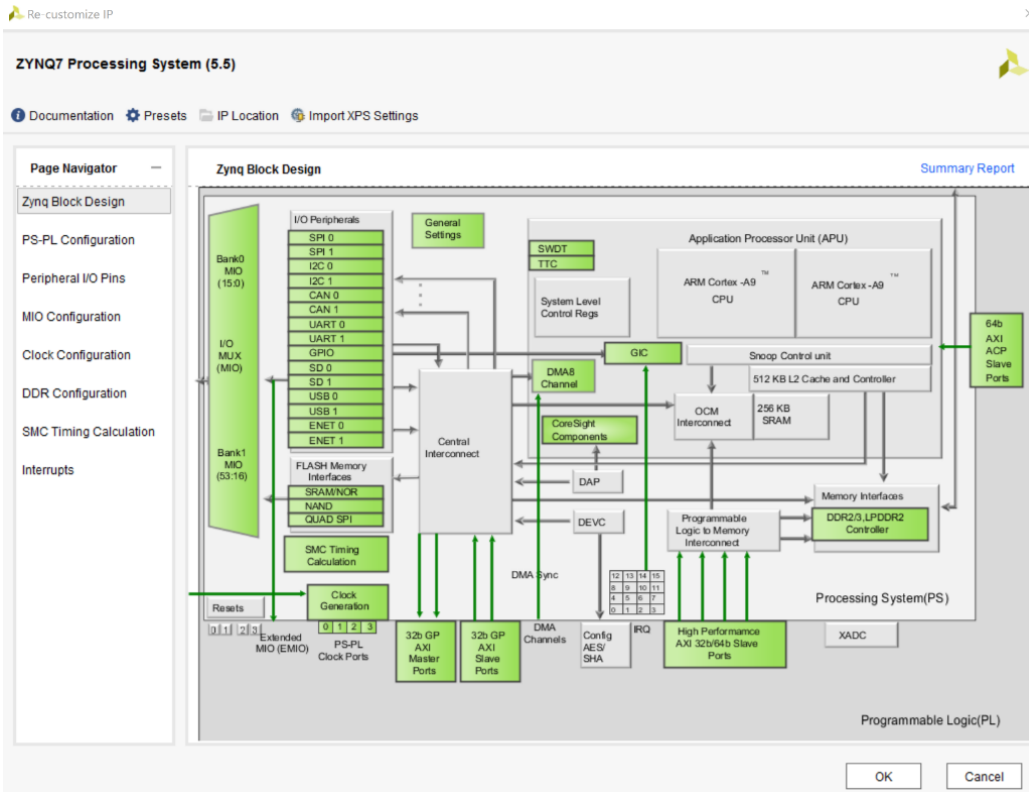 Re-customize IP
ZYNQ7 Processing System (5.5)
Documentation Presets IP Location Import XPS Settings
Page Navigator
Zynq Block Design
PS-PL Configuration
Peripheral I/O Pins
MIO Configuration
Clock Configuration
DDR Configuration
SMC Timing Calculation
Interrupts
Zynq Block Design
Summary Report
Bank0
MIO
(15:0)
I/O
MUX
(MIO)
Bank1
MIO
(53:16)
I/O Peripherals
SPI 0
SPI 1
I2C 0
I2C 1
CAN 0
CAN 1
UART 0
UART 1
GPIO
SD 0
SD 1
USB 0
USB 1
ENET 0
ENET 1
FLASH Memory
Interfaces
SRAM/NOR
NAND
QUAD SPI
SMC Timing
Calculation
General
Settings
Application Processor Unit (APU)
SWDT
TTC
System Level
Control Regs
ARM Cortex -A9
TM
CPU
ARM Cortex -A9
TM
CPU
GIC
Snoop Control unit
DMA8
Channel
512 KB L2 Cache and Controller
OCM
Interconnect
256 KB
SRAM
CoreSight
Components
Central
Interconnect
DAP
DEVC
Programmable
Logic to Memory
Interconnect
Memory Interfaces
DDR2/3,LPDDR2
Controller
64b
AXI
ACP
Slave
Ports
DMA Sync
12 13 14 15
8 9 10 11
4 5 6 7
0 1 2 3
Processing System(PS)
Resets
0 1 2 3
Clock
Generation
0 1 2 3
Extended
MIO (EMIO)
PS-PL
Clock Ports
32b GP
AXI
Master
Ports
32b GP
AXI
Slave
Ports
DMA
Channels
Config
AES/
SHA
IRQ
High Performamce
AXI 32b/64b Slave
Ports
XADC
Programmable Logic(PL)
OK
Cancel